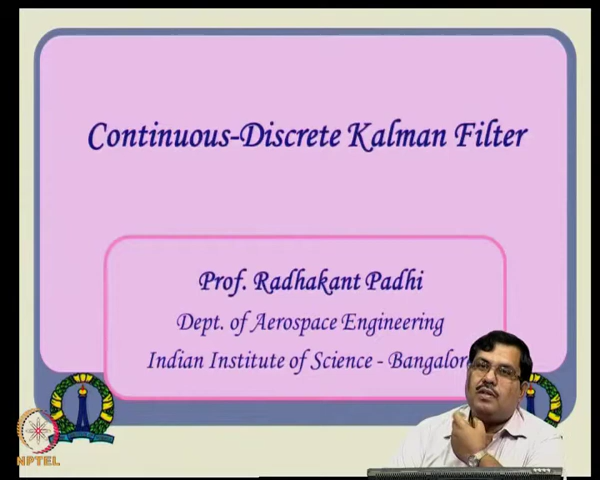 Continuous-Discrete Kalman Filter
Prof. Radhakant Padhi
Dept. of Aerospace Engineering
Indian Institute of Science - Bangalor
NPTEL